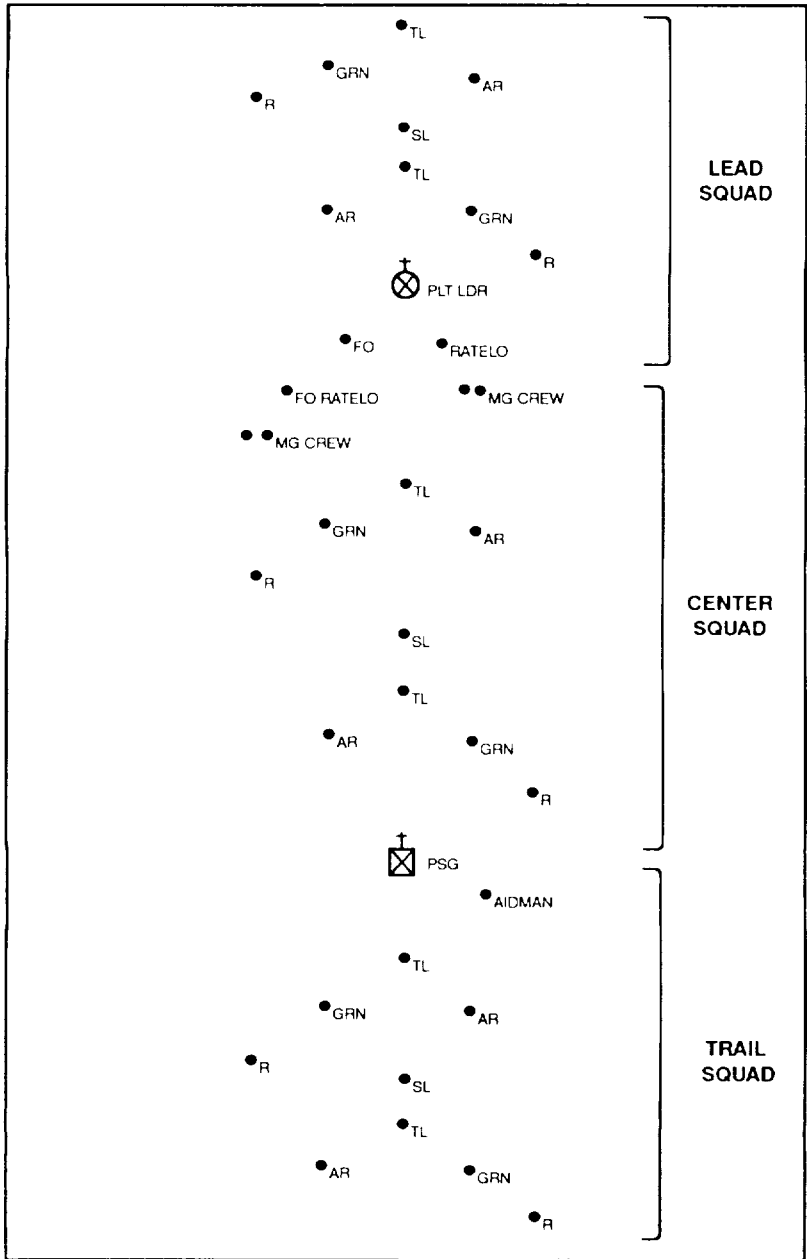 TL
GRN
AR
R
SL
TL
AR
GRN
R
PLT LDR
FO
RATELO
LEAD
SQUAD
FO RATELO
MG CREW
MG CREW
TL
GRN
AR
R
SL
TL
AR
GRN
R
CENTER
SQUAD
PSG
AIDMAN
TL
GRN
AR
R
SL
TL
AR
GRN
R
TRAIL
SQUAD